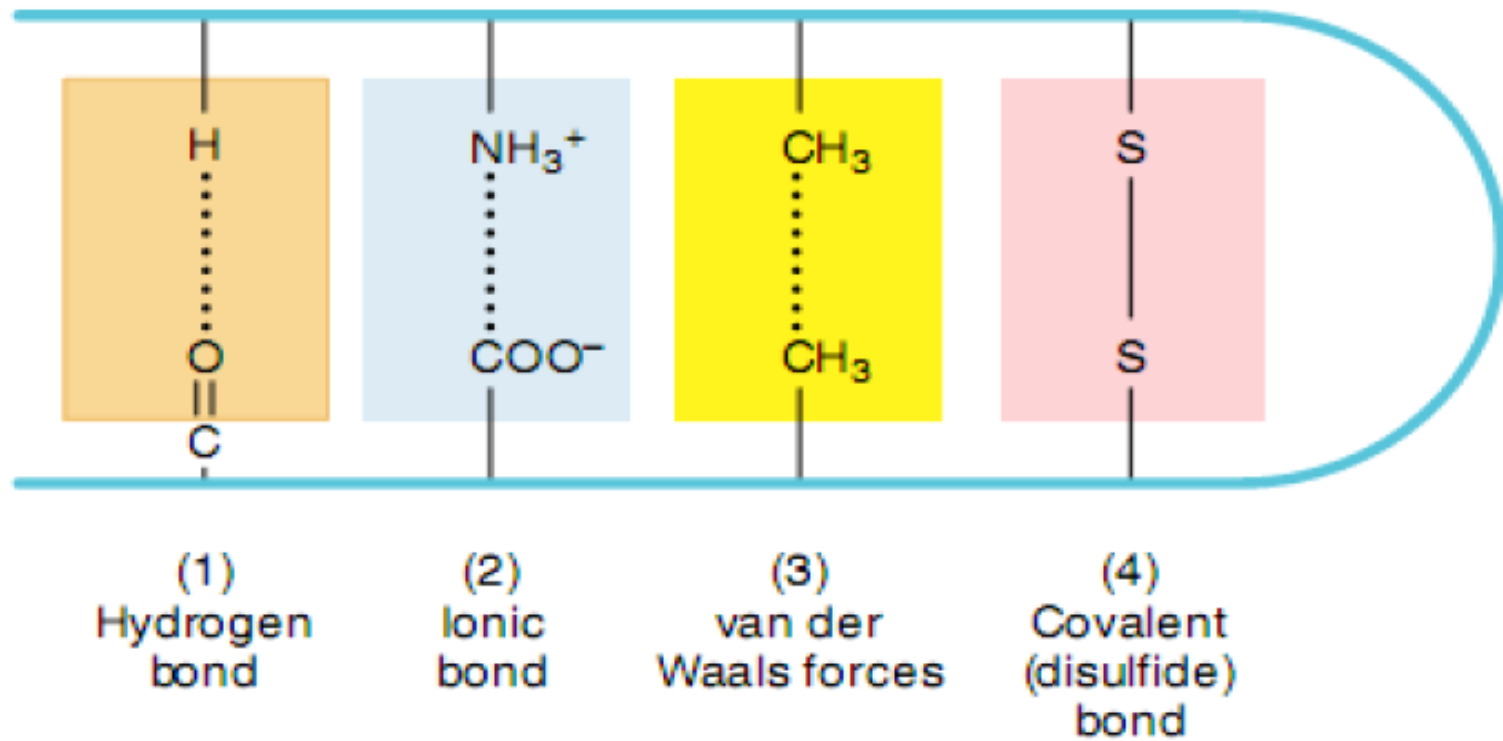 H
O
C
NH₃⁺
COO⁻
CH₃
CH₃
S
S
(1)
Hydrogen
bond
(2)
Ionic
bond
(3)
van der
Waals forces
(4)
Covalent
(disulfide)
bond